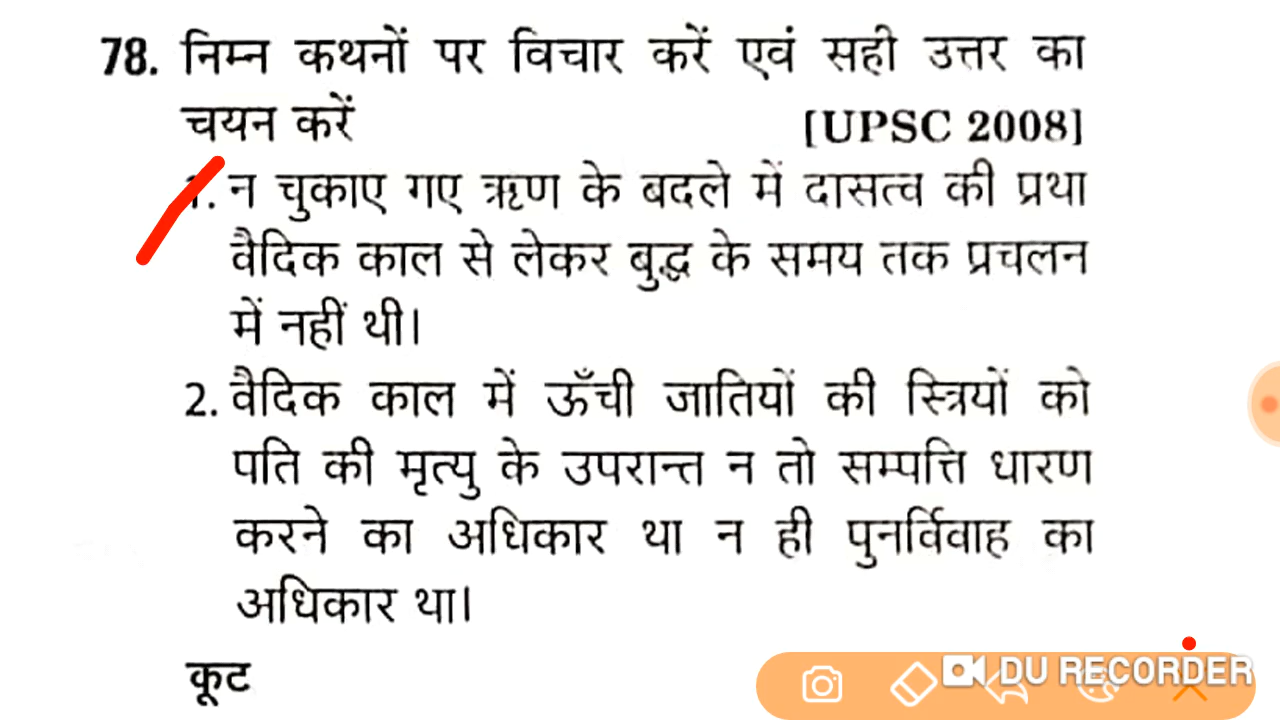 78. निम्न कथनों पर विचार करें एवं सही उत्तर का
चयन करें [UPSC 2008]
1. न चुकाए गए ऋण के बदले में दासत्व की प्रथा
वैदिक काल से लेकर बुद्ध के समय तक प्रचलन
में नहीं थी।
2. वैदिक काल में ऊँची जातियों की स्त्रियों को
पति की मृत्यु के उपरान्त न तो सम्पत्ति धारण
करने का अधिकार था न ही पुनर्विवाह का
अधिकार था।
कूट
DU RECORDER